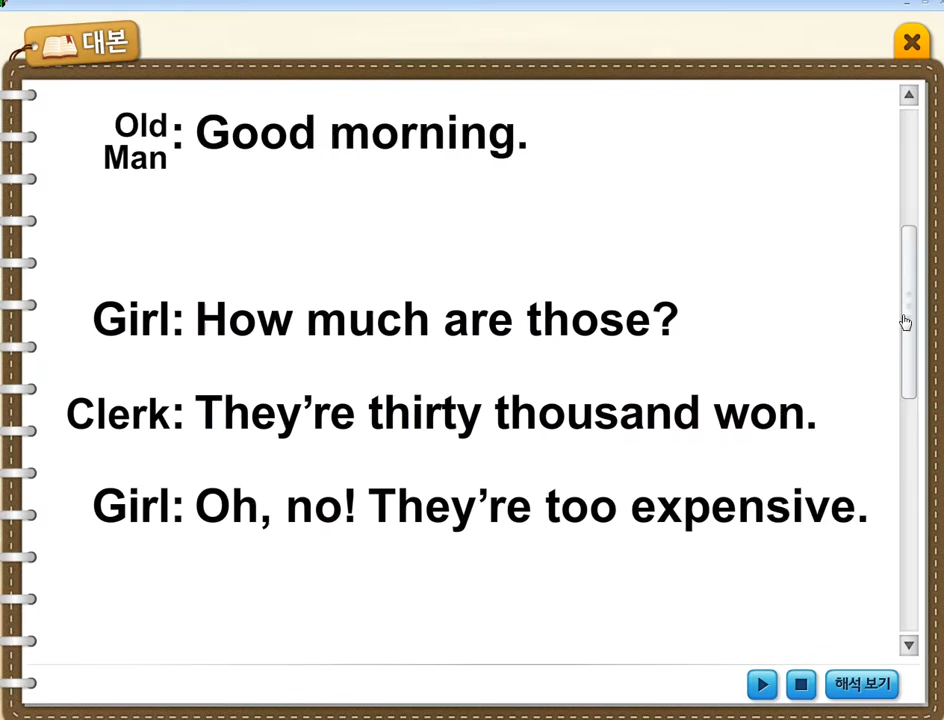 대본
Old Man: Good morning.
Girl: How much are those?
Clerk: They're thirty thousand won.
Girl: Oh, no! They're too expensive.
해석 보기